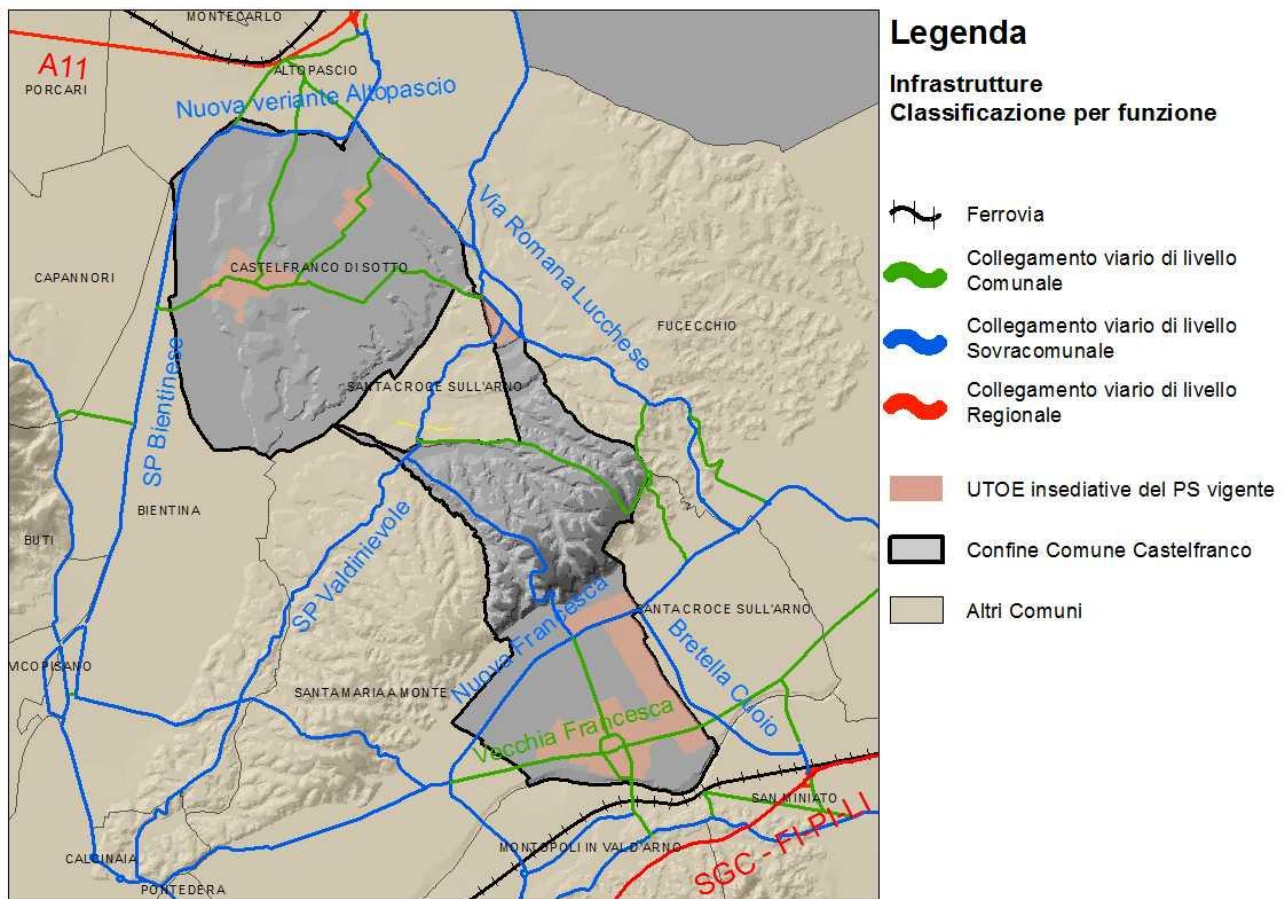 MONTECARLO
A11
PORCARI
ALTOPASCIO
Nuova veriante Altopascio
CAPANNORI
CASTELFRANCO DI SOTTO
Via Romana Lucchese
FUCECCHIO
SANTA CROCE SULL'ARNO
SP Bientinese
BIENTINA
BUTI
SP Valdinievole
SANTA CROCE SULL'ARNO
Nuova Francesca
Bretella Cuoio
VICOPISANO
SANTA MARIA A MONTE
Vecchia Francesca
SAN MINIATO
SGC - FI-PI-LI
CALCINAIA
MONTOPOLI IN VAL D'ARNO
PONTEDERA
Legenda
Infrastrutture
Classificazione per funzione
Ferrovia
Collegamento viario di livello
Comunale
Collegamento viario di livello
Sovracomunale
Collegamento viario di livello
Regionale
UTOE insediative del PS vigente
Confine Comune Castelfranco
Altri Comuni